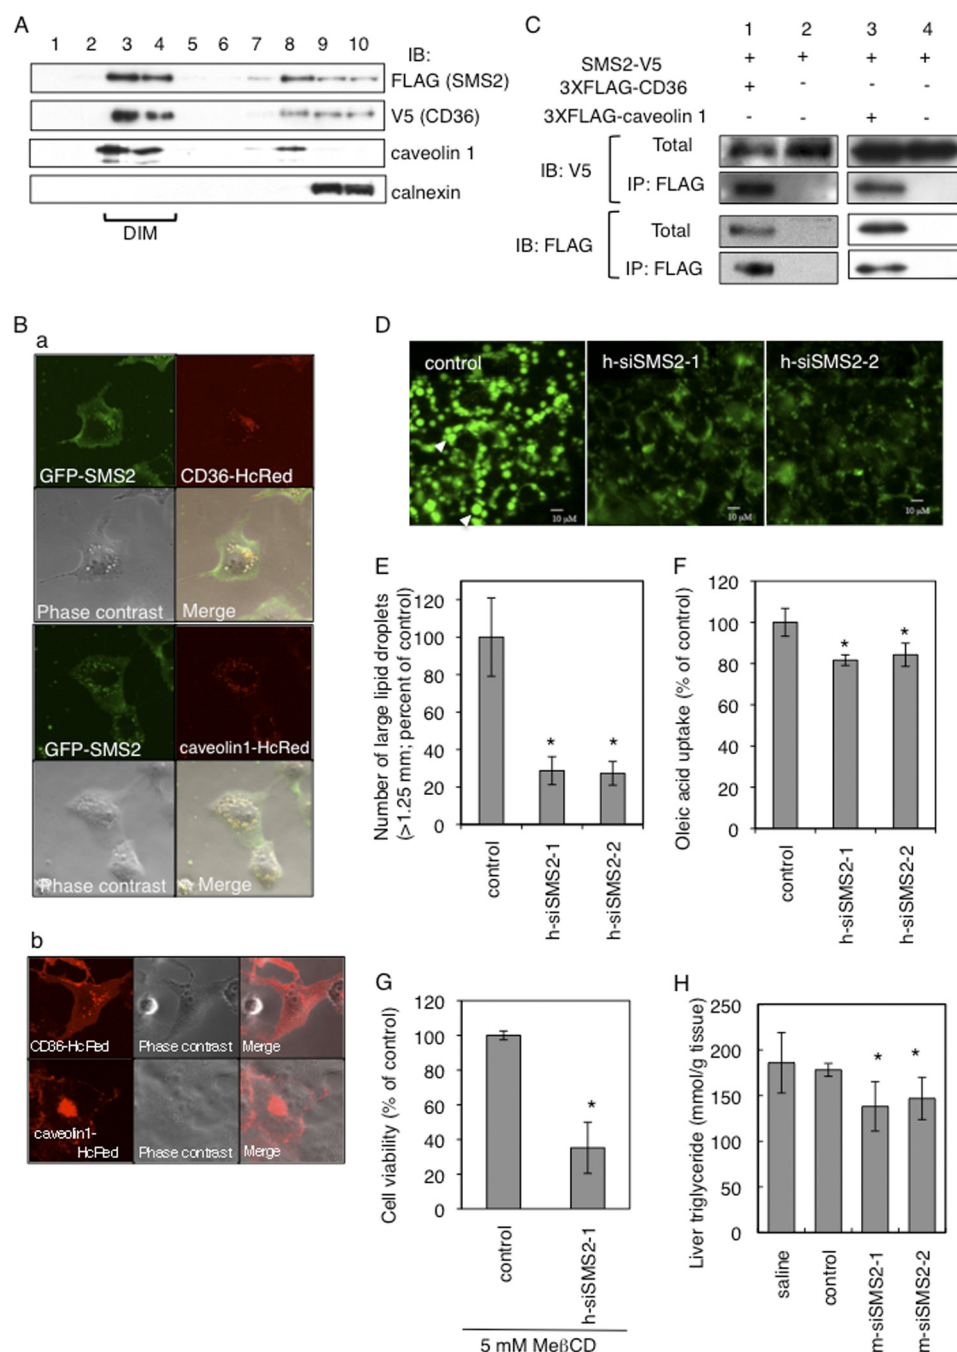 A
1 2 3 4 5 6 7 8 9 10 IB:
FLAG (SMS2)
V5 (CD36)
caveolin 1
calnexin
DIM
C
1 2 3 4
SMS2-V5 + + + +
3XFLAG-CD36 + - - -
3XFLAG-caveolin 1 - - + -
IB: V5
Total
IP: FLAG
IB: FLAG
Total
IP: FLAG
B
a
GFP-SMS2
CD36-HcRed
Phase contrast
Merge
GFP-SMS2
caveolin1-HcRed
Phase contrast
Merge
b
CD36-HcRed
Phase contrast
Merge
caveolin1-
HcRed
Phase contrast
Merge
D
control
h-siSMS2-1
h-siSMS2-2
10 µM
10 µM
10 µM
E
Number of large lipid droplets
(>1.25 mm; percent of control)
120
100
80
60
40
20
0
* *
control
h-siSMS2-1
h-siSMS2-2
F
Oleic acid uptake (% of control)
120
100
80
60
40
20
0
* *
control
h-siSMS2-1
h-siSMS2-2
G
Cell viability (% of control)
120
100
80
60
40
20
0
*
control
h-siSMS2-1
5 mM MeβCD
H
Liver triglyceride (mmol/g tissue)
250
200
150
100
50
0
* *
saline
control
m-siSMS2-1
m-siSMS2-2